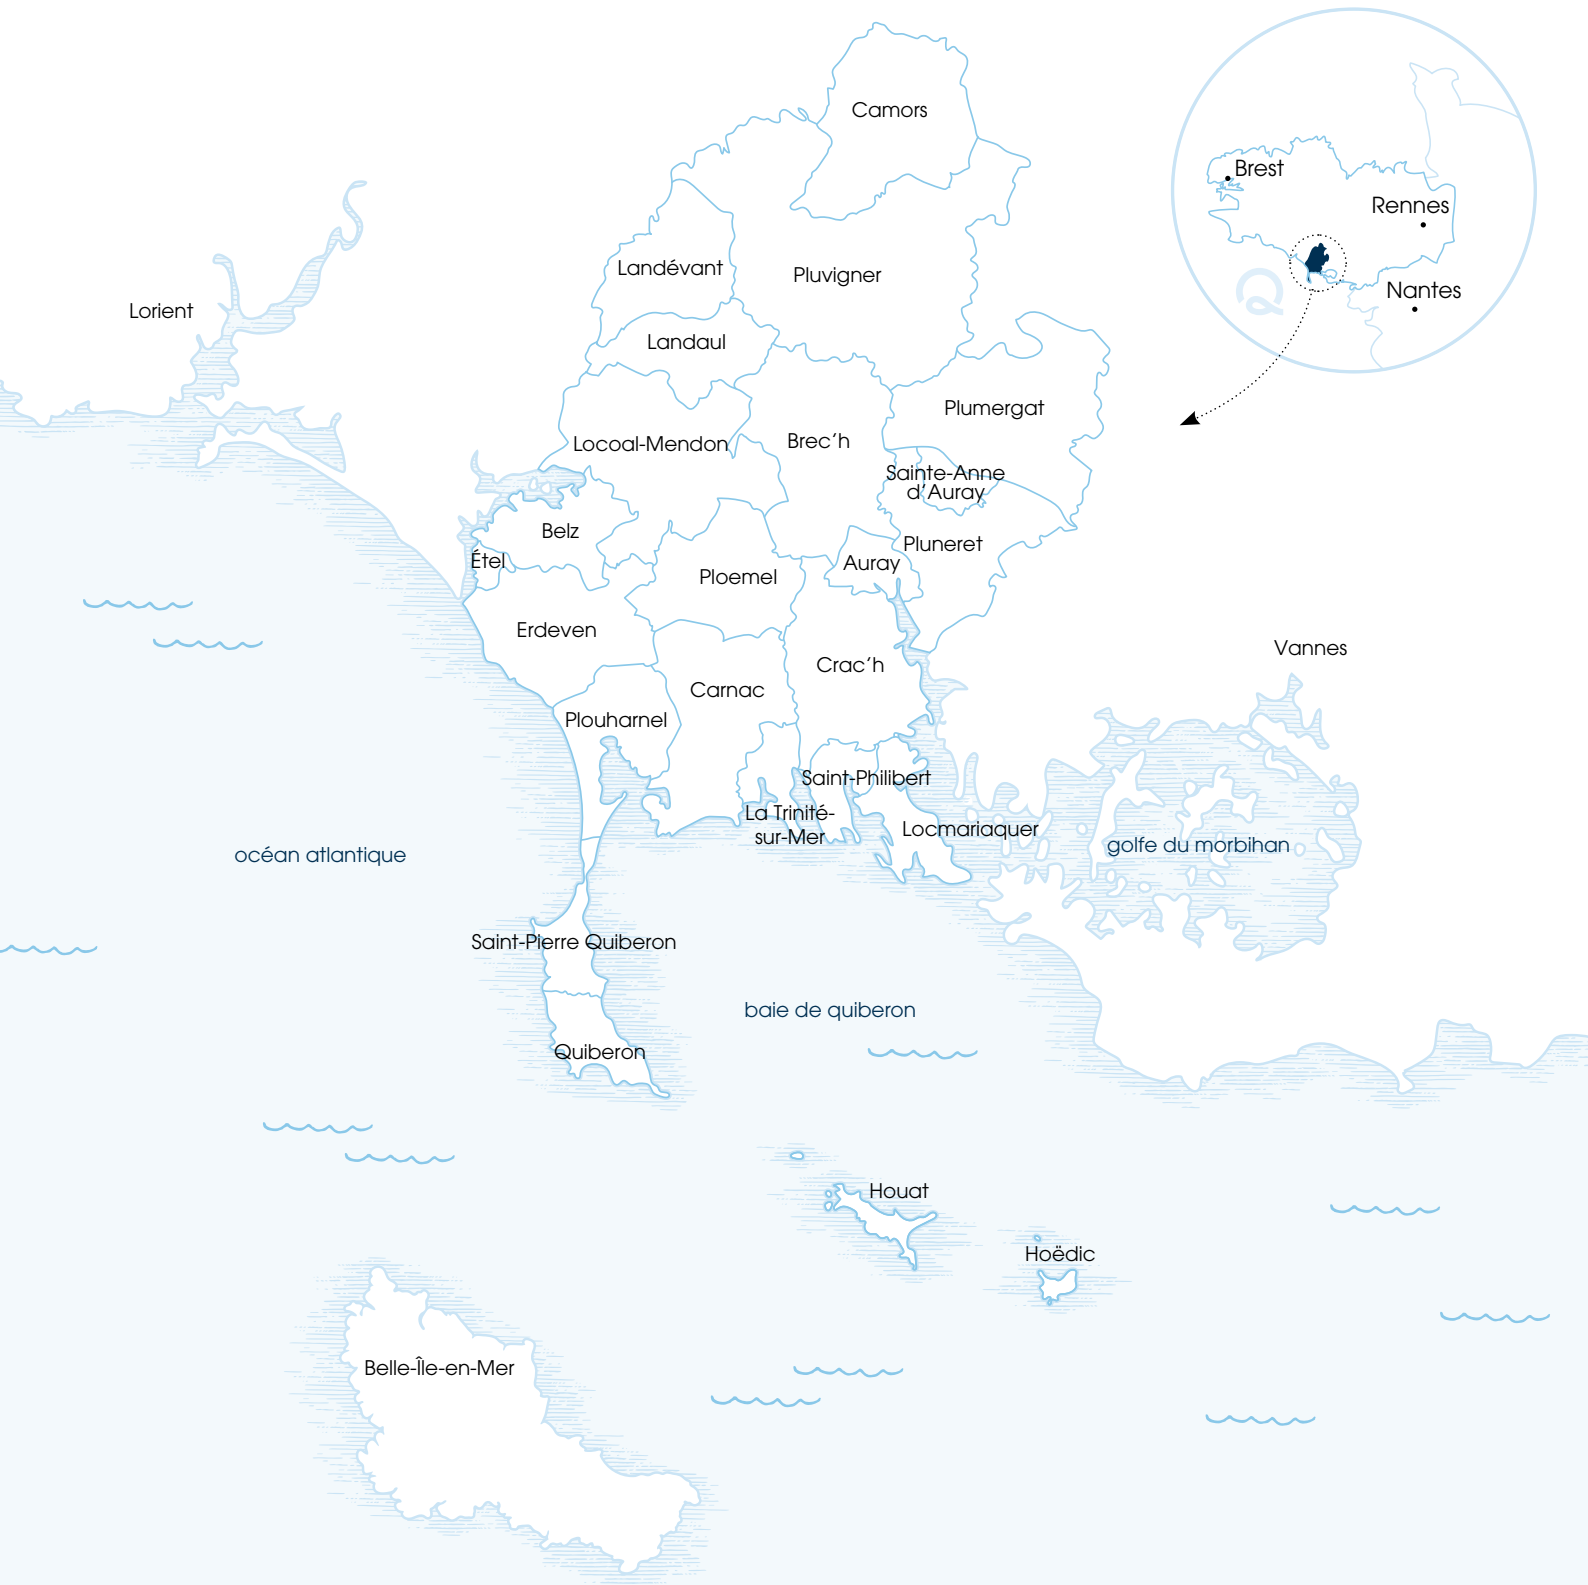 Camors
Brest
Rennes
Nantes
Landévant
Pluvigner
Lorient
Landaul
Plumergat
Locoal-Mendon
Brec’h
Sainte-Anne
d’Auray
Belz
Pluneret
Étel
Auray
Ploemel
Erdeven
Vannes
Crac’h
Carnac
Plouharnel
Saint-Philibert
La Trinité-
sur-Mer
Locmariaquer
golfe du morbihan
océan atlantique
Saint-Pierre Quiberon
baie de quiberon
Quiberon
Houat
Hoëdic
Belle-Île-en-Mer